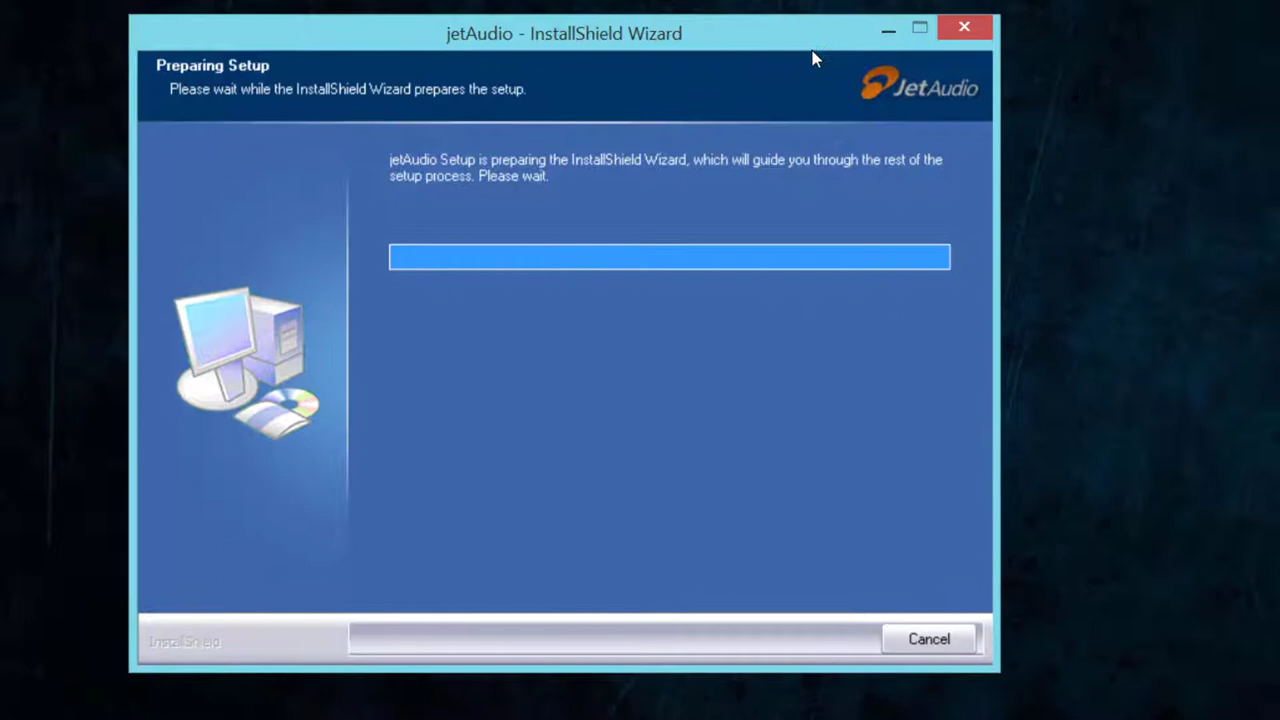 jetAudio - InstallShield Wizard
Preparing Setup
Please wait while the InstallShield Wizard prepares the setup.
JetAudio
jetAudio Setup is preparing the InstallShield Wizard, which will guide you through the rest of the
setup process. Please wait.
InstallShield
Cancel